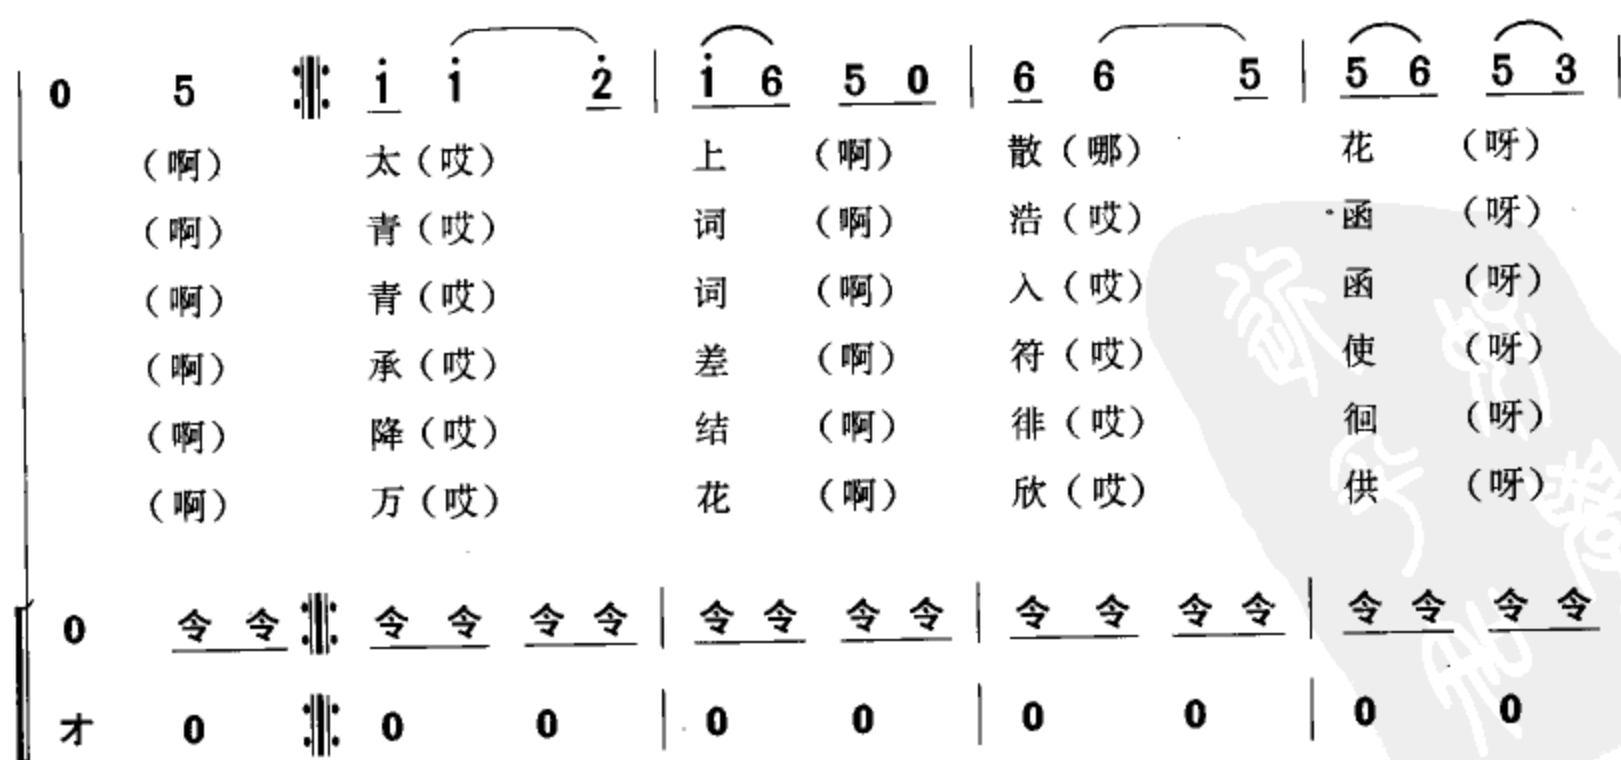 0 5 𝄇 i̇ i̇ 2̇ | i̇ 6 5 0 | 6 6 5 | 5 6 5 3 |
（啊） 太（哎） 上 （啊） 散（哪） 花 （呀）
（啊） 青（哎） 词 （啊） 浩（哎） 函 （呀）
（啊） 青（哎） 词 （啊） 入（哎） 函 （呀）
（啊） 承（哎） 差 （啊） 符（哎） 使 （呀）
（啊） 降（哎） 结 （啊） 徘（哎） 徊 （呀）
（啊） 万（哎） 花 （啊） 欣（哎） 供 （呀）
0 令 令 令 令 令 令 | 令 令 令 令 | 令 令 令 令 | 令 令 令 令
才 0 0 0 | 0 0 | 0 0 | 0 0